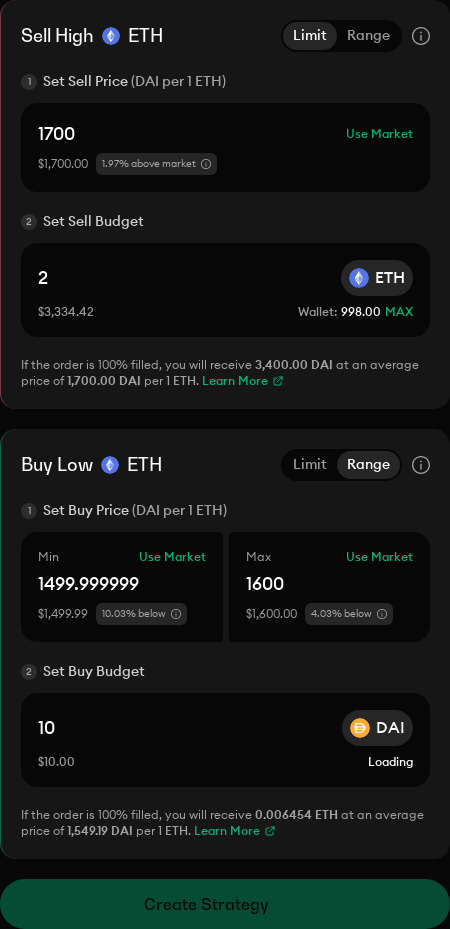 Sell High ETH Limit Range
1 Set Sell Price (DAI per 1 ETH)
1700 Use Market
$1,700.00 1.97% above market
2 Set Sell Budget
2 ETH
$3,334.42 Wallet: 998.00 MAX
If the order is 100% filled, you will receive 3,400.00 DAI at an average
price of 1,700.00 DAI per 1 ETH. Learn More
Buy Low ETH Limit Range
1 Set Buy Price (DAI per 1 ETH)
Min Use Market Max Use Market
1499.999999 1600
$1,499.99 10.03% below $1,600.00 4.03% below
2 Set Buy Budget
10 DAI
$10.00 Loading
If the order is 100% filled, you will receive 0.006454 ETH at an average
price of 1,549.19 DAI per 1 ETH. Learn More
Create Strategy